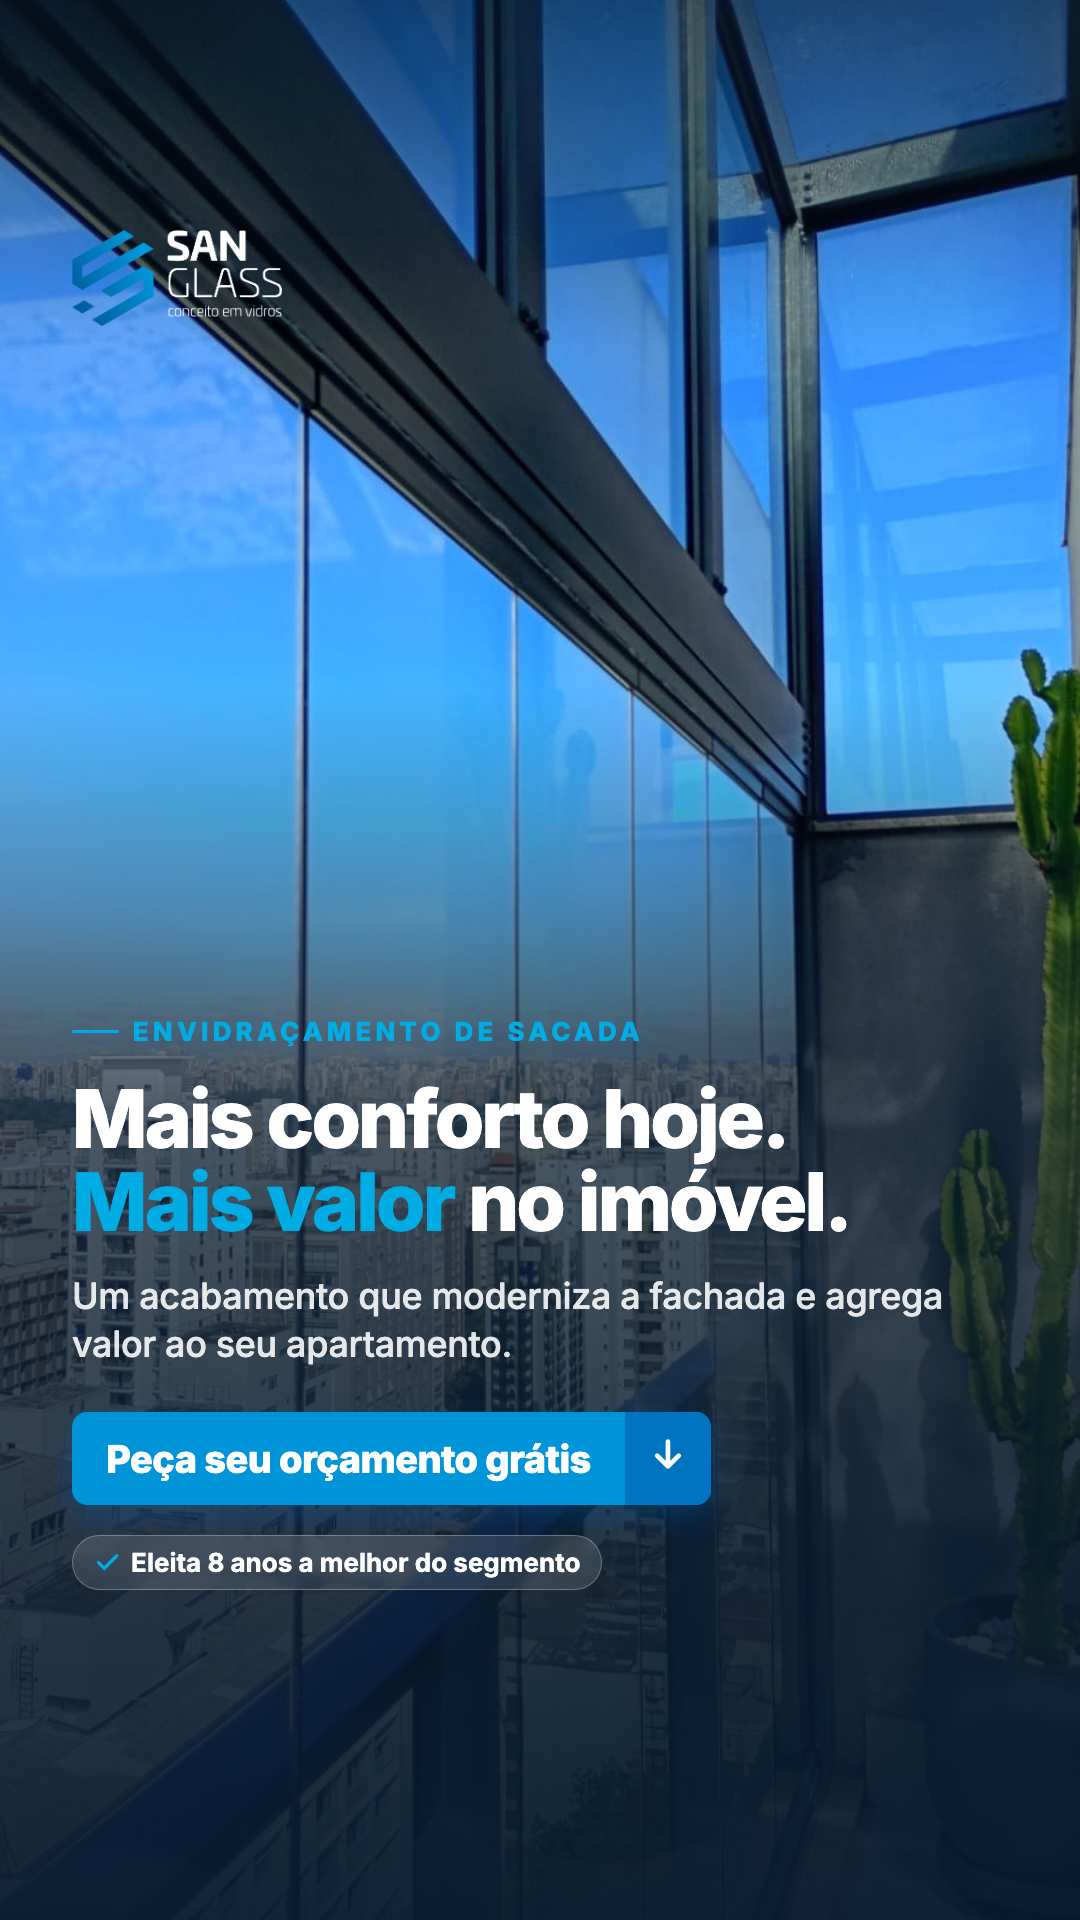 SAN
GLASS
conceito em vidros
ENVIDRAÇAMENTO DE SACADA
Mais conforto hoje.
Mais valor no imóvel.
Um acabamento que moderniza a fachada e agrega
valor ao seu apartamento.
Peça seu orçamento grátis
Eleita 8 anos a melhor do segmento